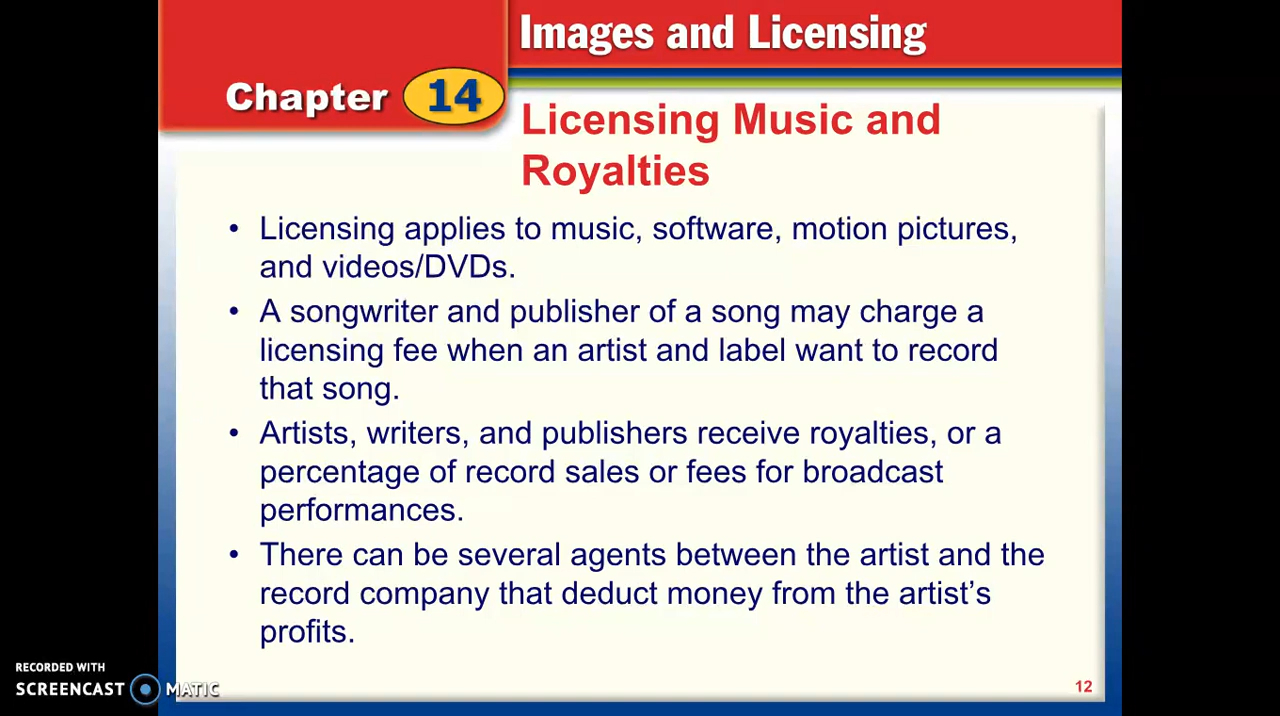 Images and Licensing
Chapter 14
Licensing Music and
Royalties
• Licensing applies to music, software, motion pictures,
and videos/DVDs.
• A songwriter and publisher of a song may charge a
licensing fee when an artist and label want to record
that song.
• Artists, writers, and publishers receive royalties, or a
percentage of record sales or fees for broadcast
performances.
• There can be several agents between the artist and the
record company that deduct money from the artist's
profits.
RECORDED WITH
SCREENCAST MATIC
12